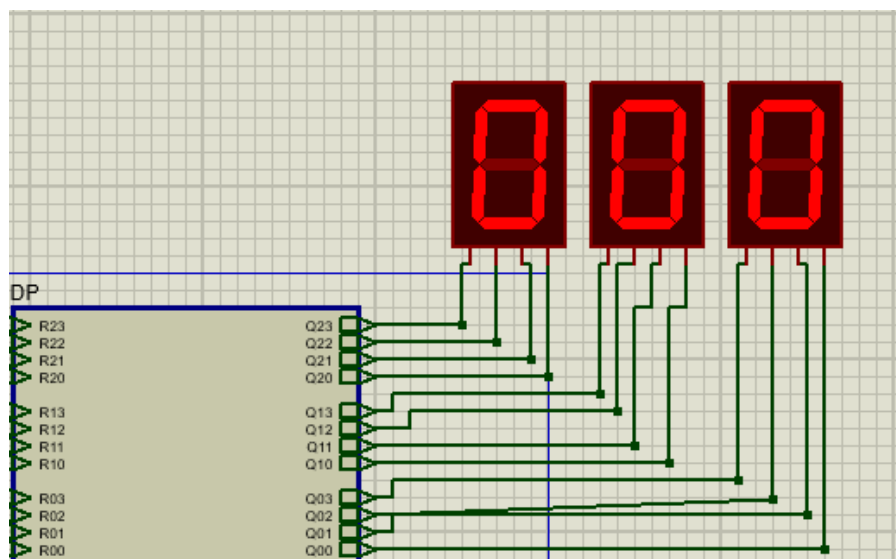 000
DP
R23 Q23
R22 Q22
R21 Q21
R20 Q20
R13 Q13
R12 Q12
R11 Q11
R10 Q10
R03 Q03
R02 Q02
R01 Q01
R00 Q00